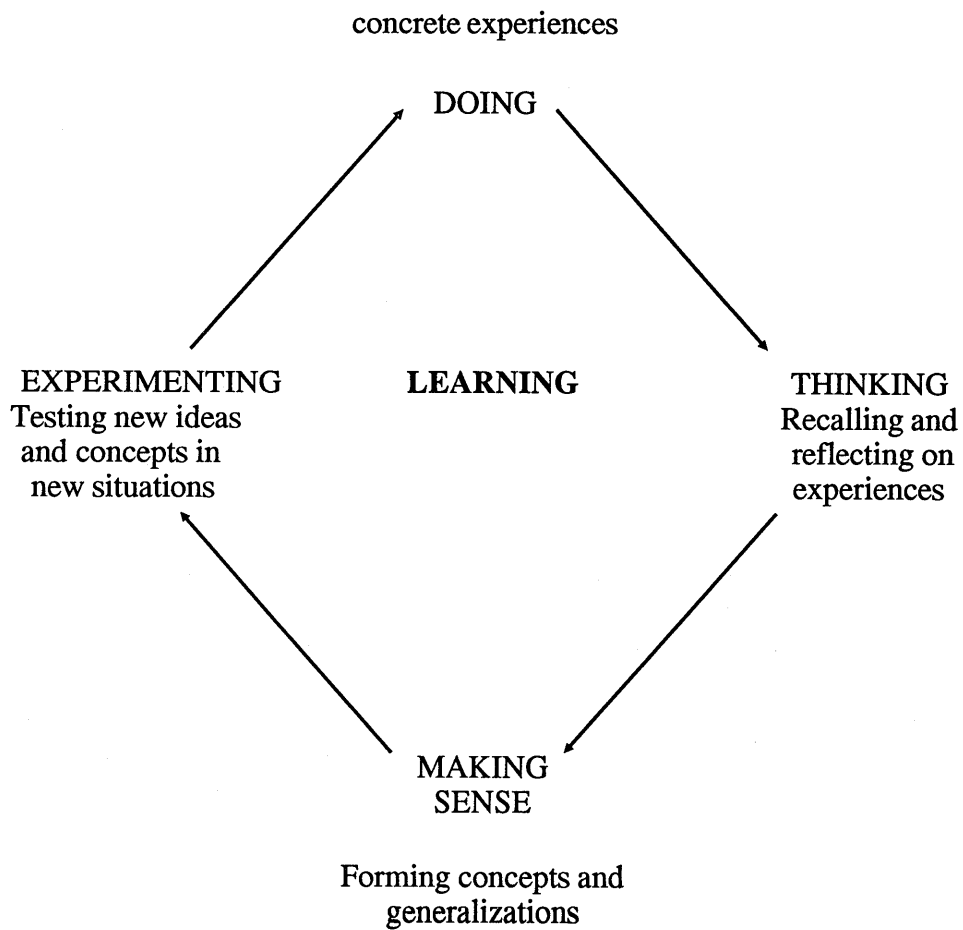 concrete experiences
DOING
EXPERIMENTING
Testing new ideas
and concepts in
new situations
LEARNING
THINKING
Recalling and
reflecting on
experiences
MAKING
SENSE
Forming concepts and
generalizations